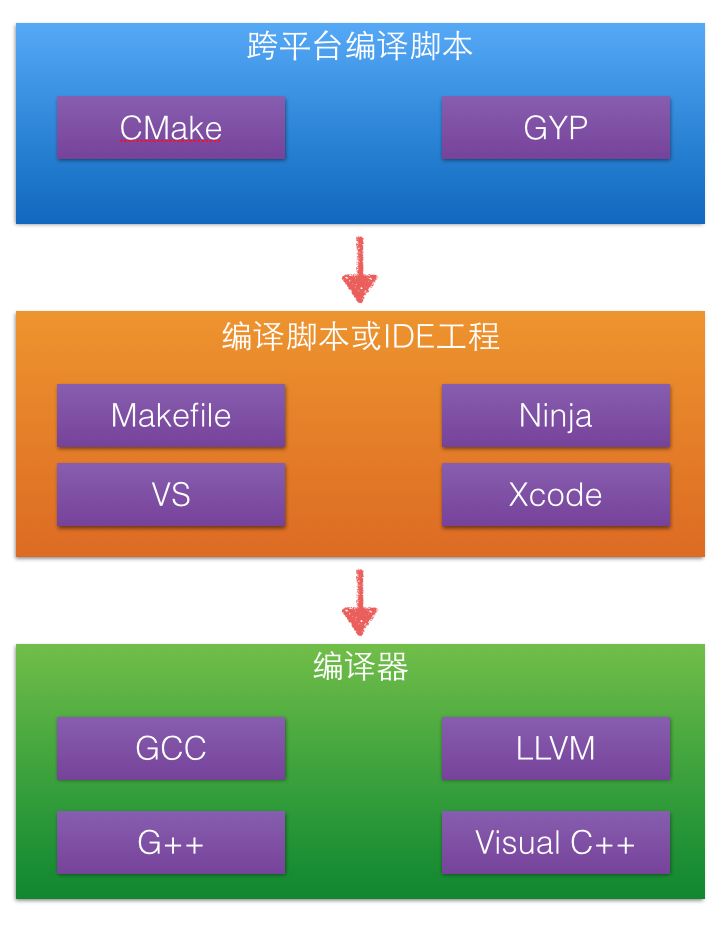 跨平台编译脚本
CMake
GYP
编译脚本或IDE工程
Makefile
Ninja
VS
Xcode
编译器
GCC
LLVM
G++
Visual C++